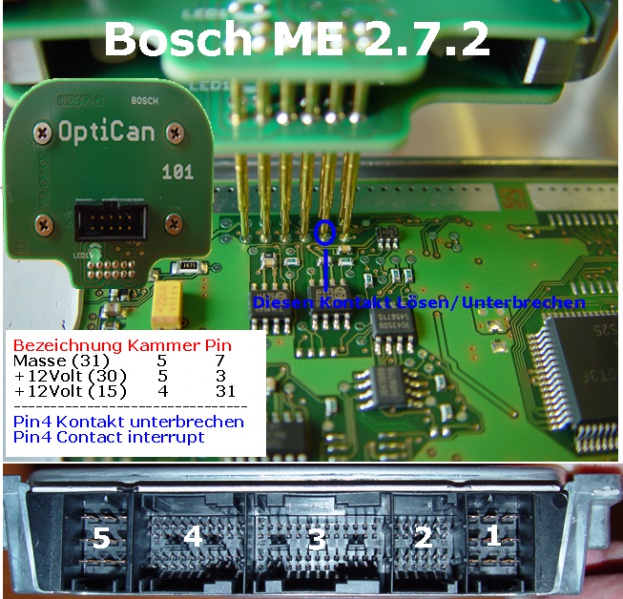 Bosch ME 2.7.2
LED1
BOSCH
OptiCan
101
LED1
Diesen Kontakt Lösen/Unterbrechen
Bezeichnung Kammer Pin
Masse (31) 5 7
+12Volt (30) 5 3
+12Volt (15) 4 31
--------------------------------
Pin4 Kontakt unterbrechen
Pin4 Contact interrupt
5 4 3 2 1